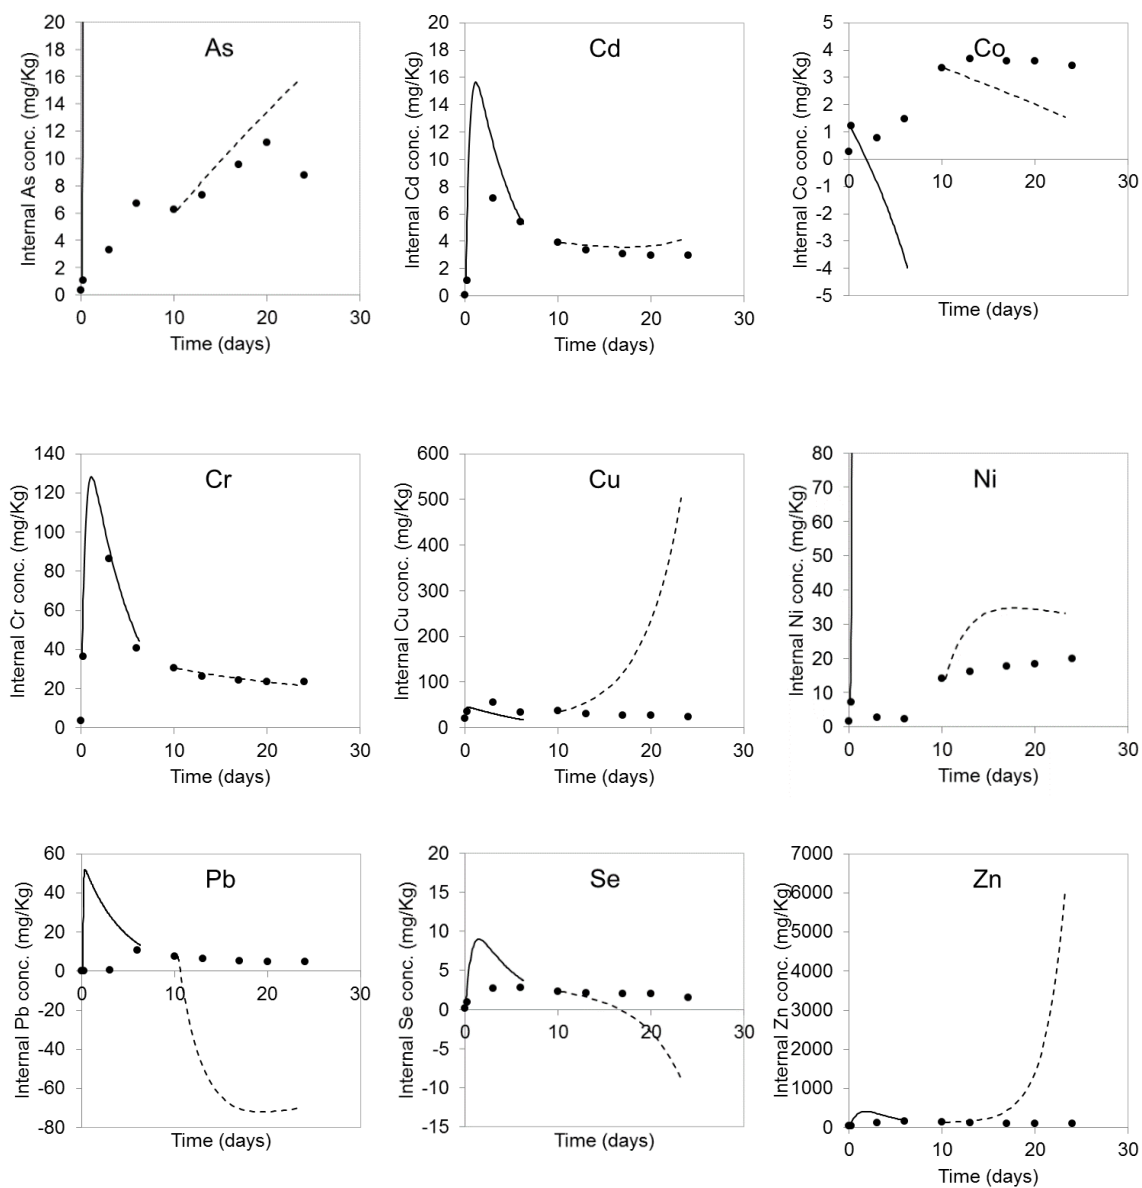 As
Internal As conc. (mg/Kg)
20
18
16
14
12
10
8
6
4
2
0
0 10 20 30
Time (days)
Cd
Internal Cd conc. (mg/Kg)
20
18
16
14
12
10
8
6
4
2
0
0 10 20 30
Time (days)
Co
Internal Co conc. (mg/Kg)
5
4
3
2
1
0
-1
-2
-3
-4
-5
0 10 20 30
Time (days)
Cr
Internal Cr conc. (mg/Kg)
140
120
100
80
60
40
20
0
0 10 20 30
Time (days)
Cu
Internal Cu conc. (mg/Kg)
600
500
400
300
200
100
0
0 10 20 30
Time (days)
Ni
Internal Ni conc. (mg/Kg)
80
70
60
50
40
30
20
10
0
0 10 20 30
Time (days)
Pb
Internal Pb conc. (mg/Kg)
60
40
20
0
-20
-40
-60
-80
0 10 20 30
Time (days)
Se
Internal Se conc. (mg/Kg)
20
15
10
5
0
-5
-10
-15
0 10 20 30
Time (days)
Zn
Internal Zn conc. (mg/Kg)
7000
6000
5000
4000
3000
2000
1000
0
0 10 20 30
Time (days)